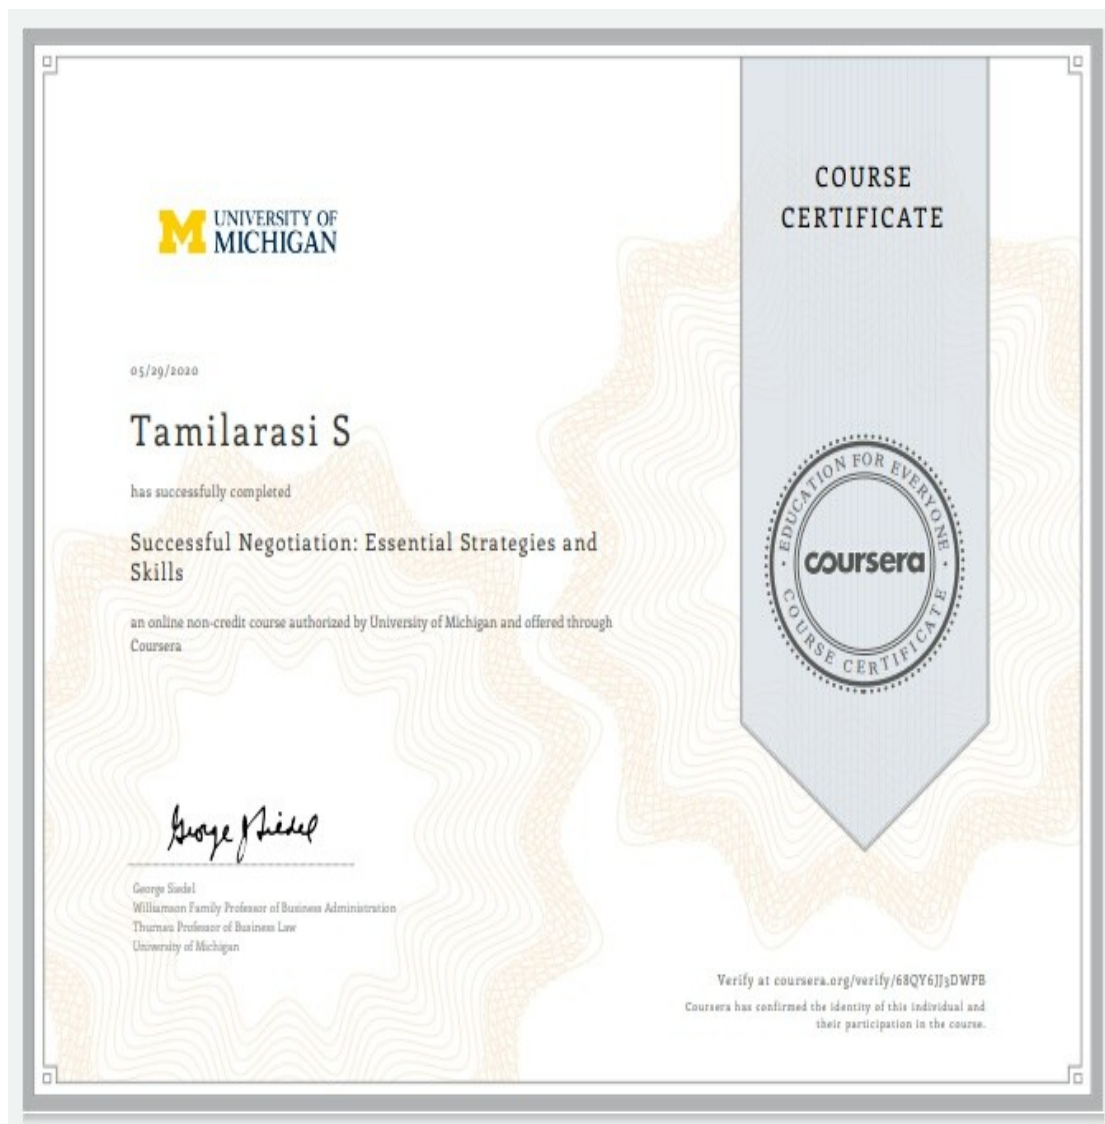 UNIVERSITY OF
MICHIGAN
COURSE
CERTIFICATE
05/29/2020
Tamilarasi S
has successfully completed
Successful Negotiation: Essential Strategies and
Skills
an online non-credit course authorized by University of Michigan and offered through
Coursera
EDUCATION FOR EVERYONE
coursera
COURSE CERTIFICATE
George Siedel
George Siedel
Williamson Family Professor of Business Administration
Thurnau Professor of Business Law
University of Michigan
Verify at coursera.org/verify/68QY6JJ3DWPB
Coursera has confirmed the identity of this individual and
their participation in the course.